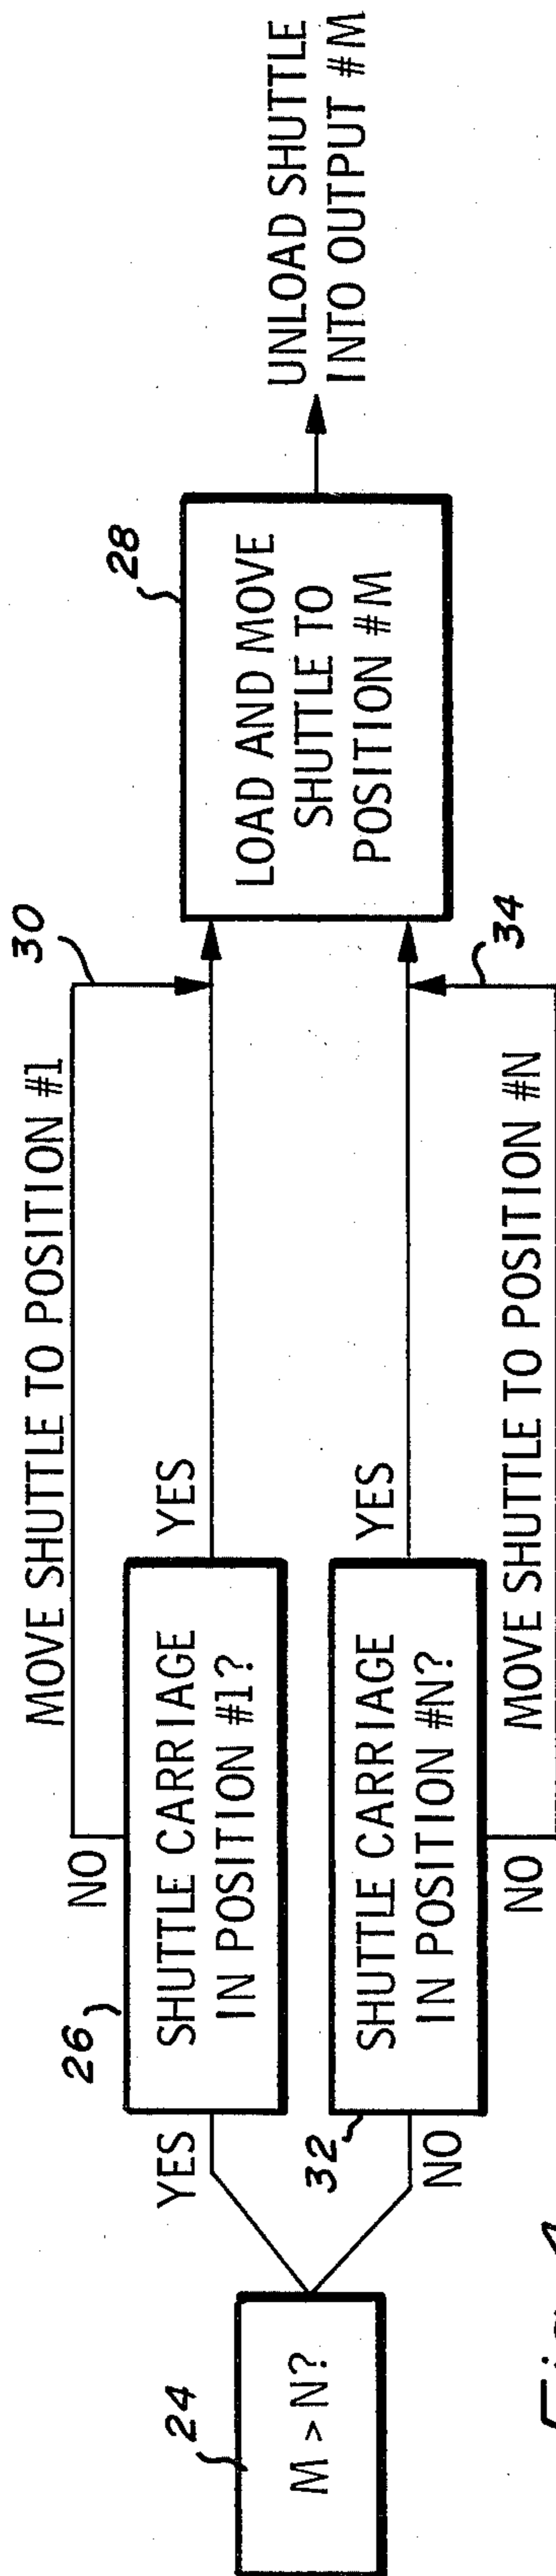 24
M > N?
YES
NO
26
SHUTTLE CARRIAGE
IN POSITION #1?
NO
MOVE SHUTTLE TO POSITION #1
30
YES
32
SHUTTLE CARRIAGE
IN POSITION #N?
NO
MOVE SHUTTLE TO POSITION #N
34
YES
28
LOAD AND MOVE
SHUTTLE TO
POSITION #M
UNLOAD SHUTTLE
INTO OUTPUT #M